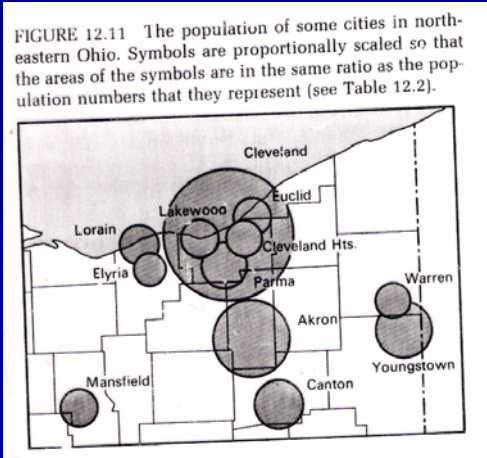 FIGURE 12.11 The population of some cities in north-
eastern Ohio. Symbols are proportionally scaled so that
the areas of the symbols are in the same ratio as the pop-
ulation numbers that they represent (see Table 12.2).
Cleveland
Euclid
Lakewood
Lorain
Cleveland Hts.
Elyria
Parma
Warren
Akron
Youngstown
Mansfield
Canton